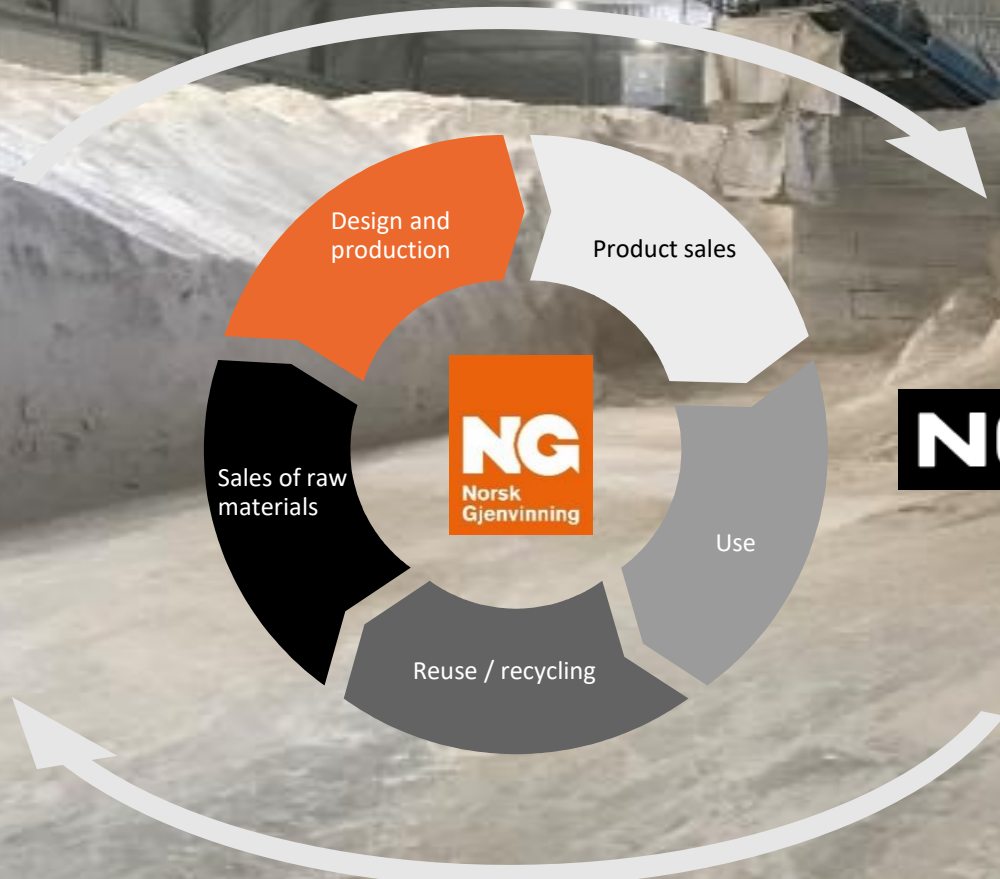 Design and
production
Product sales
Sales of raw
materials
NG
Norsk
Gjenvinning
Use
Reuse / recycling